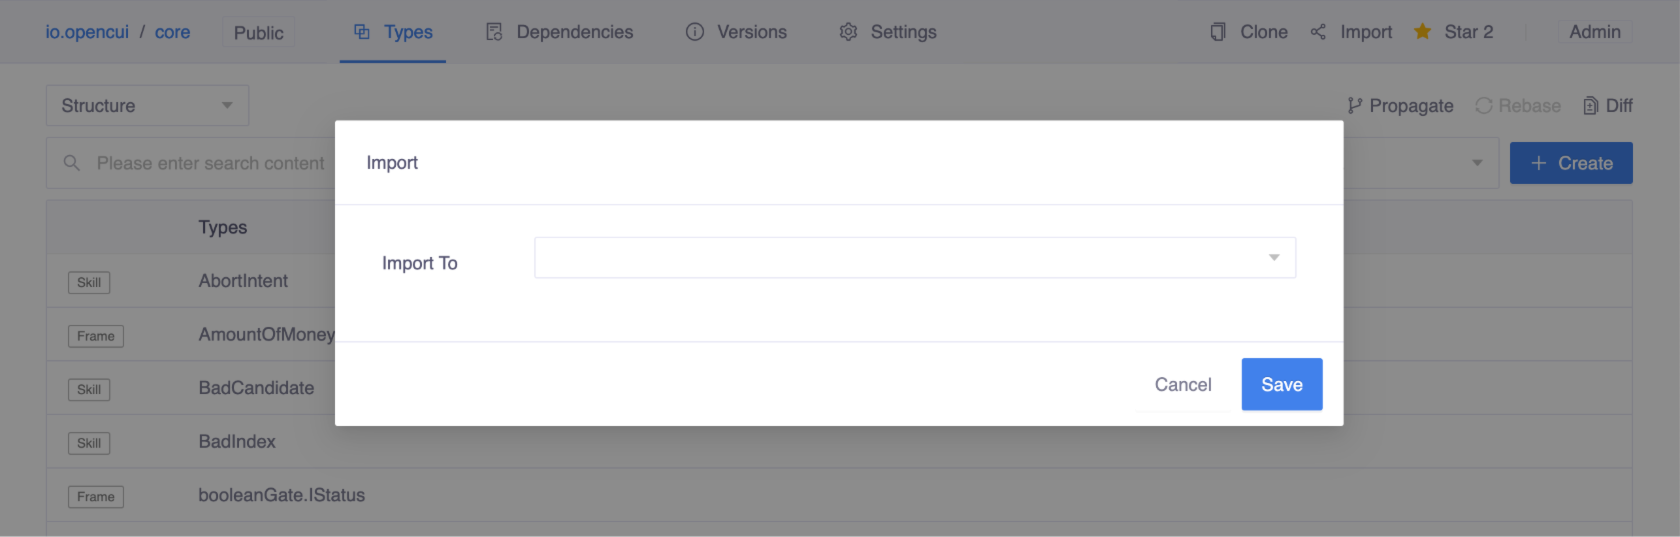 io.opencui / core Public Types Dependencies Versions Settings Clone Import Star 2 Admin
Structure Propagate Rebase Diff
Please enter search content Create
Import
Types
Import To
Skill AbortIntent
Frame AmountOfMoney
Skill BadCandidate
Cancel Save
Skill BadIndex
Frame booleanGate.IStatus